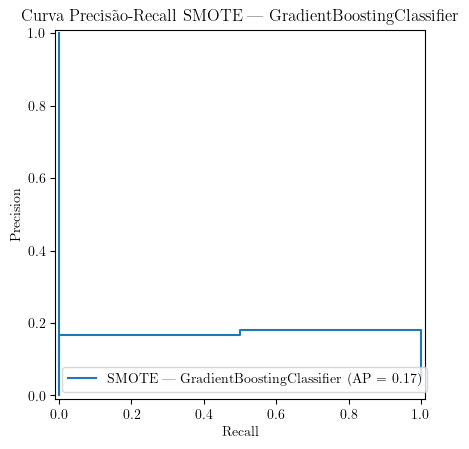 Curva Precisão-Recall SMOTE — GradientBoostingClassifier
1.0
0.8
0.6
0.4
0.2
0.0
Precision
SMOTE — GradientBoostingClassifier (AP = 0.17)
0.0 0.2 0.4 0.6 0.8 1.0
Recall